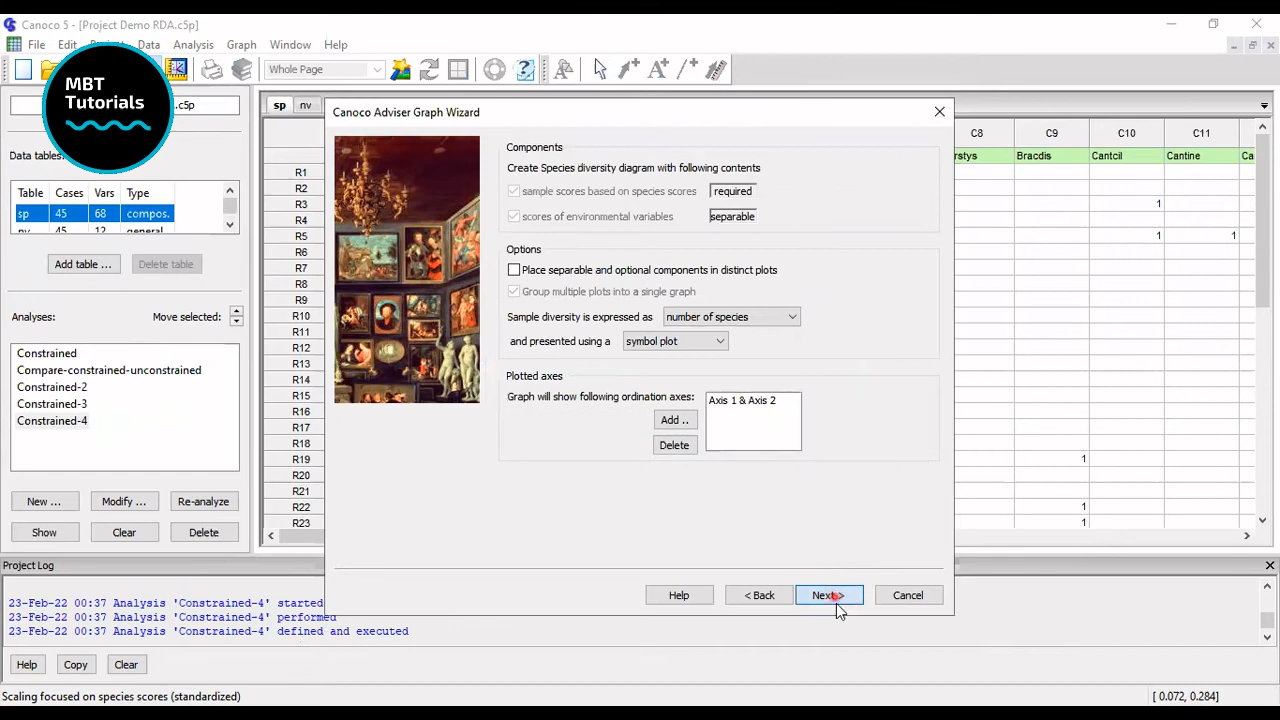 Canoco 5 - [Project Demo RDA.c5p]
File Edit Data Analysis Graph Window Help
MBT
Tutorials
Whole Page
.c5p
sp nv
Data tables
Table Cases Vars Type
sp 45 68 compos.
nv 45 12 general
Add table ... Delete table
Analyses: Move selected:
Constrained
Compare-constrained-unconstrained
Constrained-2
Constrained-3
Constrained-4
New ... Modify ... Re-analyze
Show Clear Delete
Canoco Adviser Graph Wizard
Components
Create Species diversity diagram with following contents
sample scores based on species scores required
scores of environmental variables separable
Options
Place separable and optional components in distinct plots
Group multiple plots into a single graph
Sample diversity is expressed as number of species
and presented using a symbol plot
Plotted axes
Graph will show following ordination axes: Axis 1 & Axis 2
Add ..
Delete
Help < Back Next > Cancel
C8 C9 C10 C11
rstys Bracdis Cantcil Cantine Ca
R1
R2
R3 1
R4
R5 1 1
R6
R7
R8
R9
R10
R11
R12
R13
R14
R15
R16
R17
R18
R19 1
R20
R21
R22 1
R23 1
Project Log
23-Feb-22 00:37 Analysis 'Constrained-4' started
23-Feb-22 00:37 Analysis 'Constrained-4' performed
23-Feb-22 00:37 Analysis 'Constrained-4' defined and executed
Help Copy Clear
Scaling focused on species scores (standardized) [ 0.072, 0.284]